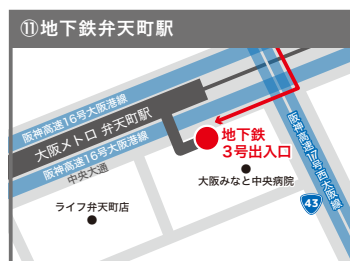 ⑪地下鉄弁天町駅
阪神高速16号大阪港線
大阪メトロ 弁天町駅
阪神高速16号大阪港線
中央大通
地下鉄
3号出入口
大阪みなと中央病院
ライフ弁天町店
阪神高速17号西大阪線
43